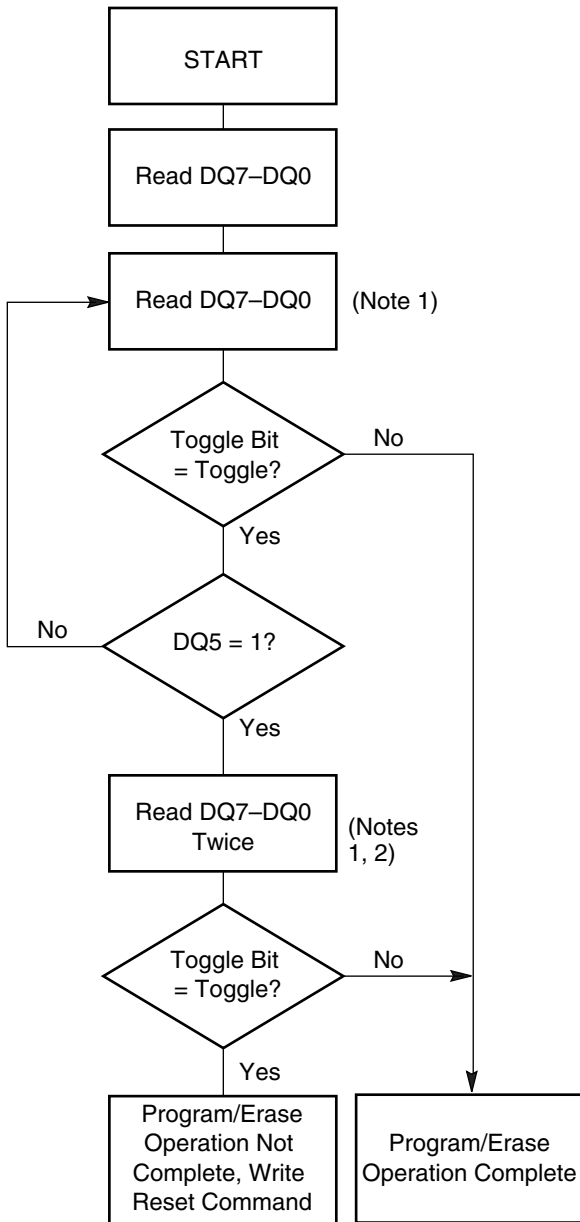 START
Read DQ7–DQ0
Read DQ7–DQ0
(Note 1)
Toggle Bit
= Toggle?
No
Yes
No
DQ5 = 1?
Yes
Read DQ7–DQ0
Twice
(Notes
1, 2)
Toggle Bit
= Toggle?
No
Yes
Program/Erase
Operation Not
Complete, Write
Reset Command
Program/Erase
Operation Complete